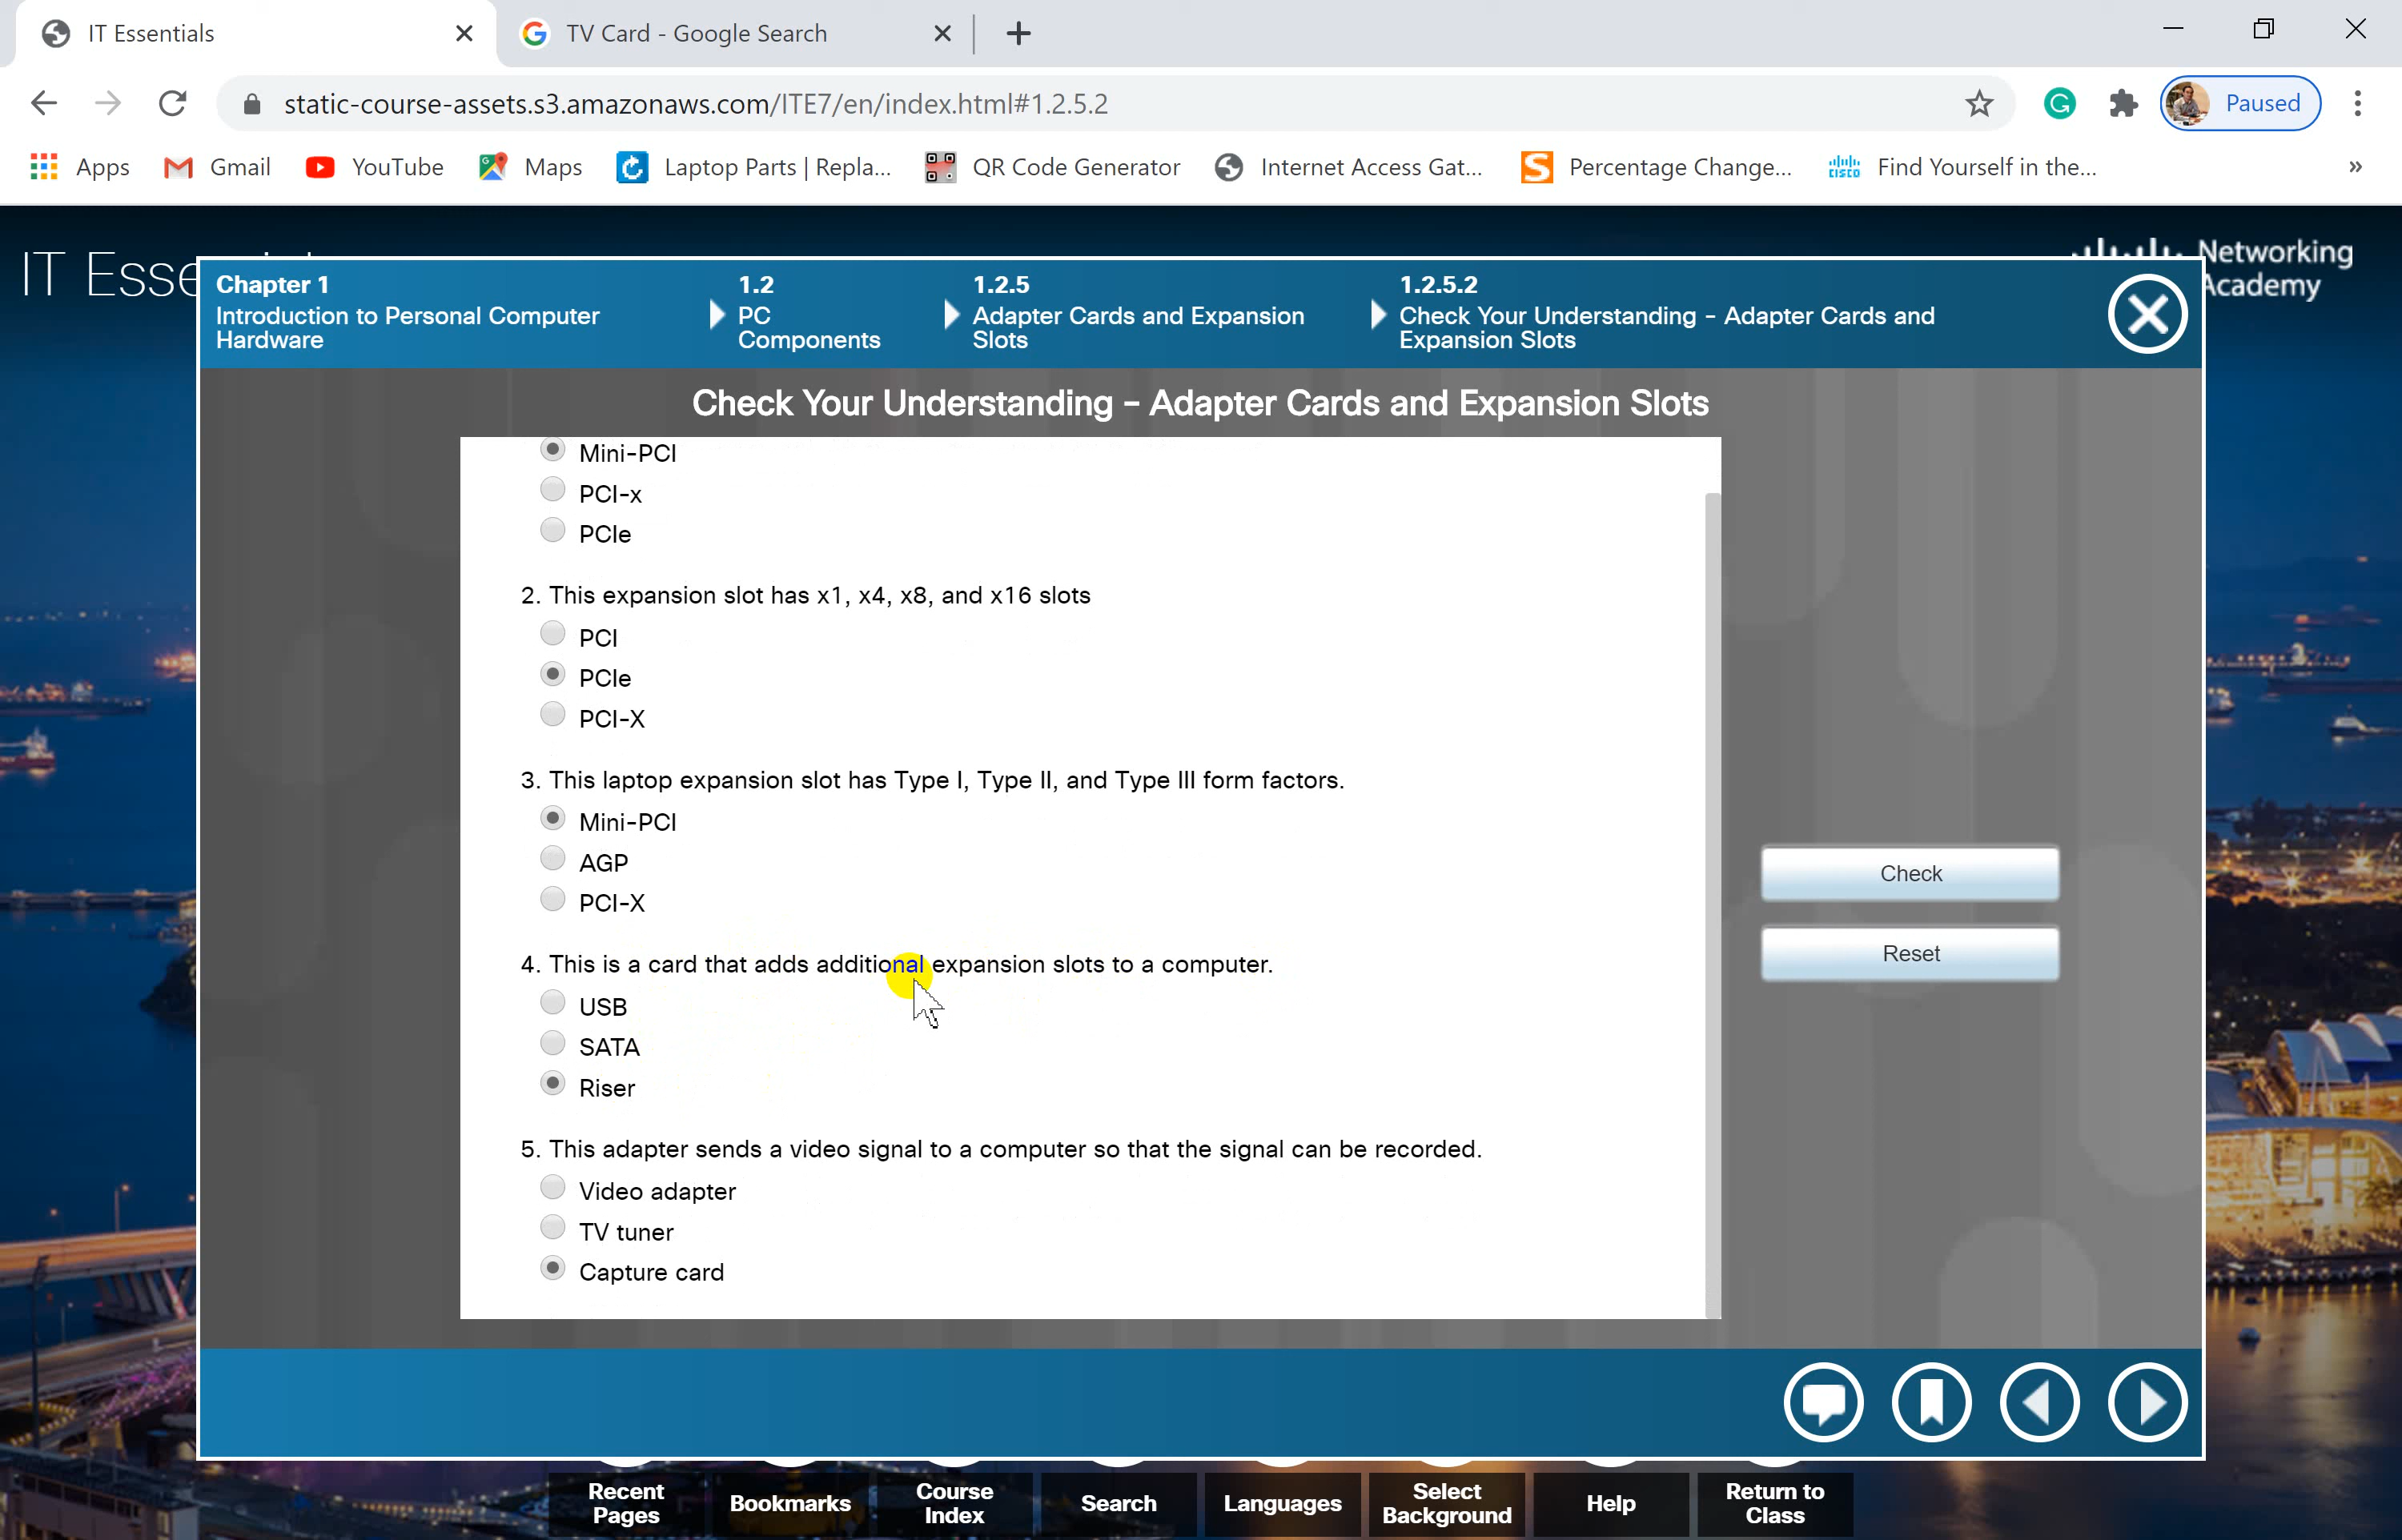 IT Essentials
TV Card - Google Search
static-course-assets.s3.amazonaws.com/ITE7/en/index.html#1.2.5.2
Paused
Apps
Gmail
YouTube
Maps
Laptop Parts | Repla...
QR Code Generator
Internet Access Gat...
Percentage Change...
Find Yourself in the...
»
IT Esse
Networking
Academy
Chapter 1
Introduction to Personal Computer
Hardware
1.2
PC
Components
1.2.5
Adapter Cards and Expansion
Slots
1.2.5.2
Check Your Understanding - Adapter Cards and
Expansion Slots
Check Your Understanding - Adapter Cards and Expansion Slots
Mini-PCI
PCI-x
PCIe
2. This expansion slot has x1, x4, x8, and x16 slots
PCI
PCIe
PCI-X
3. This laptop expansion slot has Type I, Type II, and Type III form factors.
Mini-PCI
AGP
PCI-X
4. This is a card that adds additional expansion slots to a computer.
USB
SATA
Riser
5. This adapter sends a video signal to a computer so that the signal can be recorded.
Video adapter
TV tuner
Capture card
Check
Reset
Recent
Pages
Bookmarks
Course
Index
Search
Languages
Select
Background
Help
Return to
Class